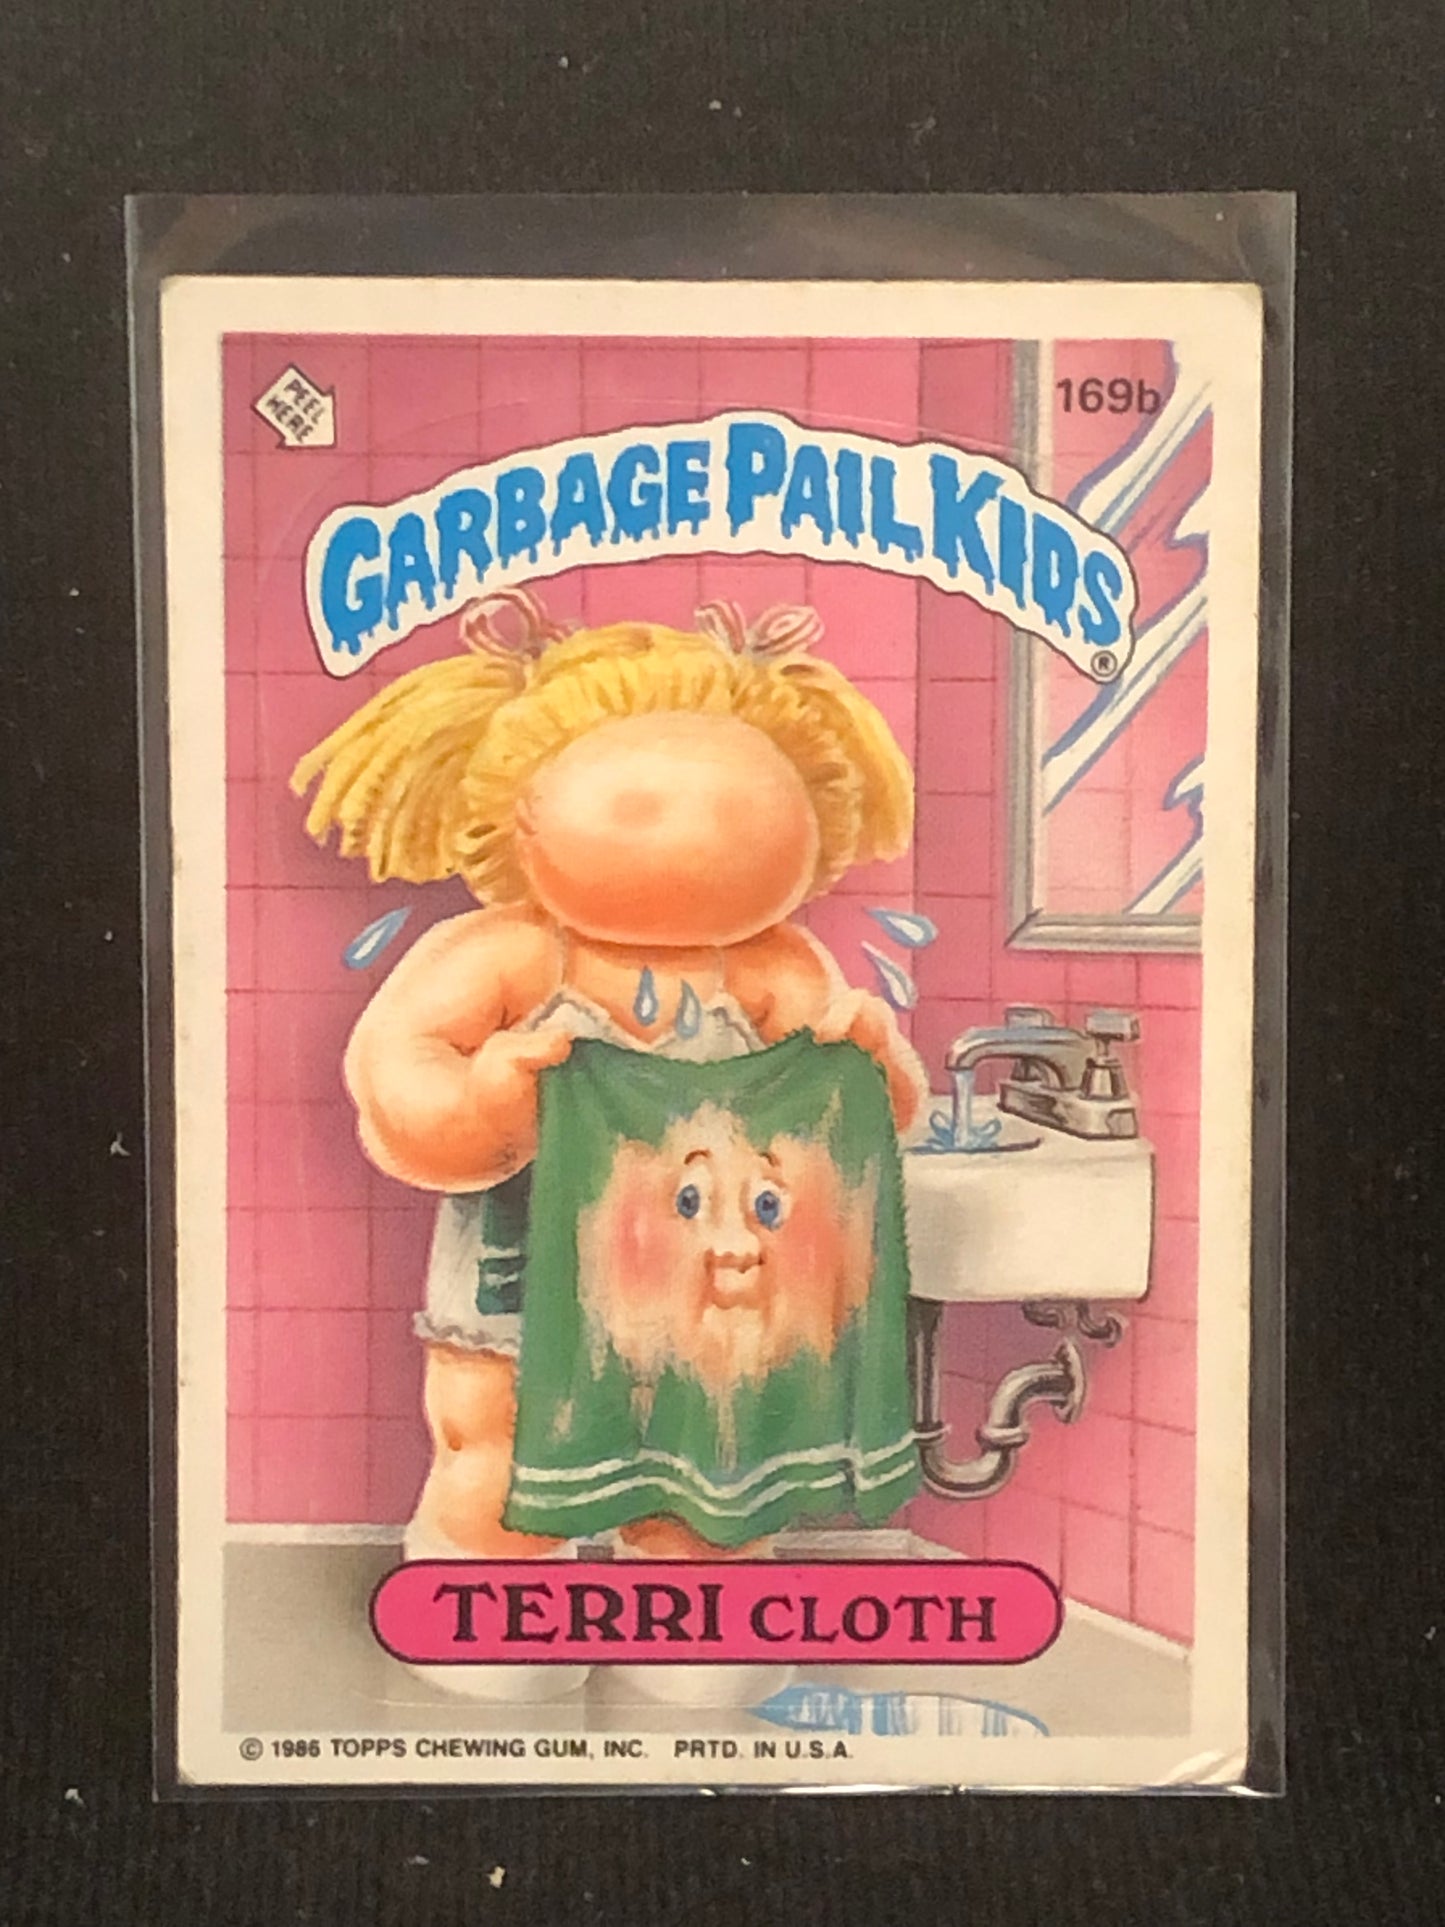 PEEL
HERE
169b
GARBAGE PAIL KIDS
®
TERRI CLOTH
© 1986 TOPPS CHEWING GUM, INC. PRTD. IN U.S.A.